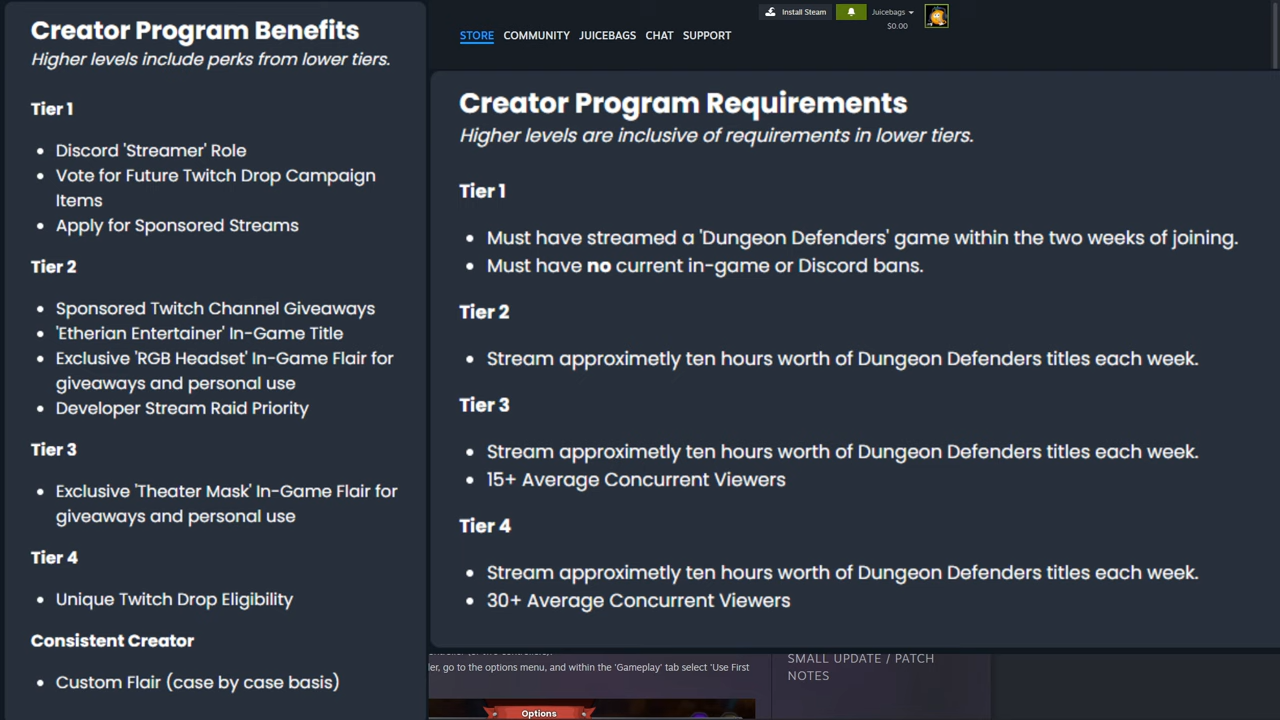 Creator Program Benefits
Higher levels include perks from lower tiers.
Tier 1
• Discord 'Streamer' Role
• Vote for Future Twitch Drop Campaign
Items
• Apply for Sponsored Streams
Tier 2
• Sponsored Twitch Channel Giveaways
• 'Etherian Entertainer' In-Game Title
• Exclusive 'RGB Headset' In-Game Flair for
giveaways and personal use
• Developer Stream Raid Priority
Tier 3
• Exclusive 'Theater Mask' In-Game Flair for
giveaways and personal use
Tier 4
• Unique Twitch Drop Eligibility
Consistent Creator
• Custom Flair (case by case basis)
Install Steam
Juicebags
$0.00
STORE COMMUNITY JUICEBAGS CHAT SUPPORT
Creator Program Requirements
Higher levels are inclusive of requirements in lower tiers.
Tier 1
• Must have streamed a 'Dungeon Defenders' game within the two weeks of joining.
• Must have no current in-game or Discord bans.
Tier 2
• Stream approximetly ten hours worth of Dungeon Defenders titles each week.
Tier 3
• Stream approximetly ten hours worth of Dungeon Defenders titles each week.
• 15+ Average Concurrent Viewers
Tier 4
• Stream approximetly ten hours worth of Dungeon Defenders titles each week.
• 30+ Average Concurrent Viewers
go to the options menu, and within the 'Gameplay' tab select 'Use First
Options
SMALL UPDATE / PATCH
NOTES